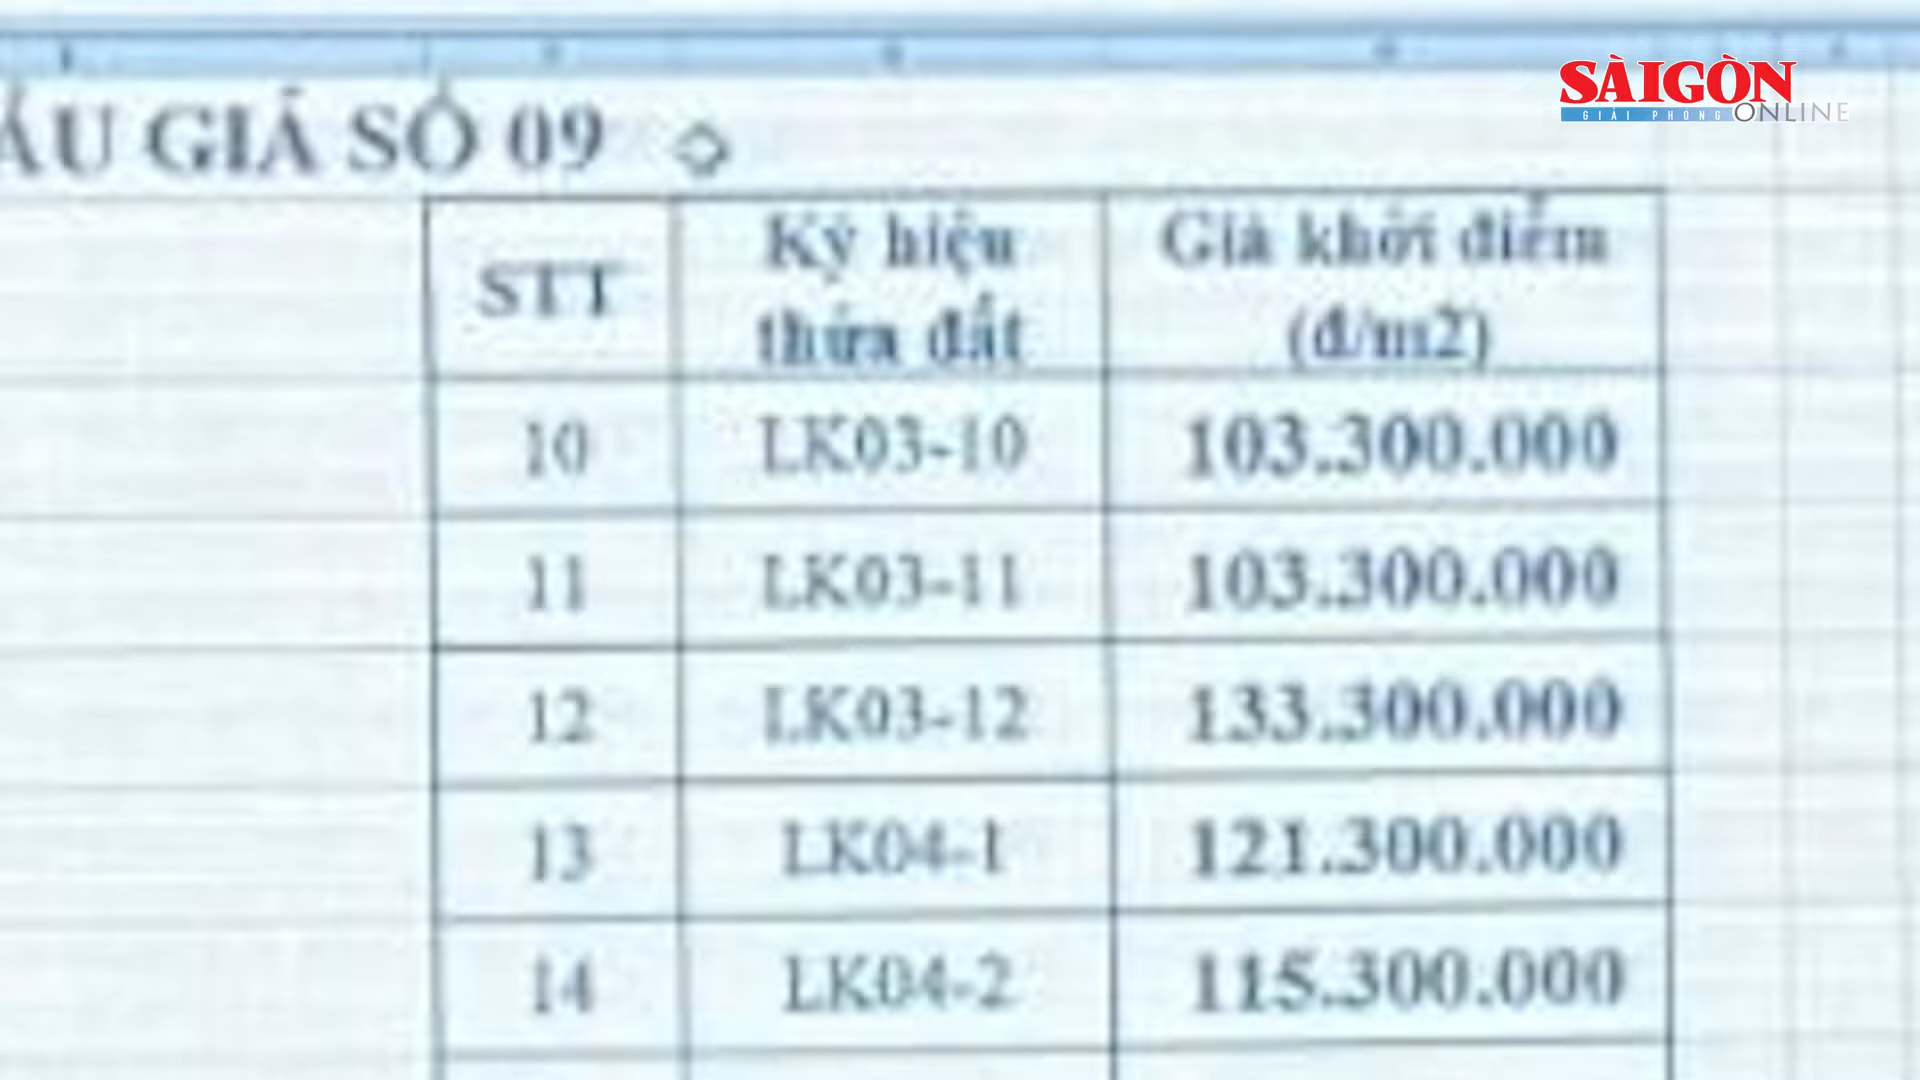 SÀIGÒN
GIẢI PHÓNG ONLINE
ẤU GIÁ SỐ 09
STT Ký hiệu thửa đất Giá khởi điểm (đ/m2)
10 LK03-10 103.300.000
11 LK03-11 103.300.000
12 LK03-12 133.300.000
13 LK04-1 121.300.000
14 LK04-2 115.300.000